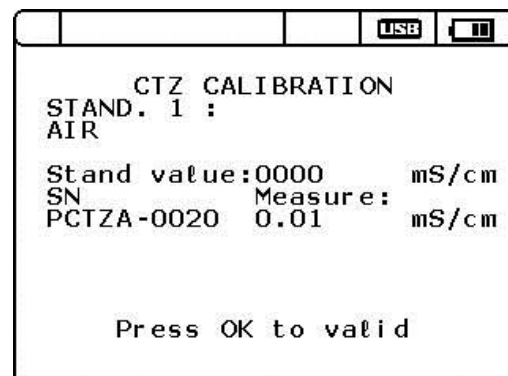 USB
CTZ CALIBRATION
STAND. 1 :
AIR
Stand value:0000 mS/cm
SN Measure:
PCTZA-0020 0.01 mS/cm
Press OK to valid